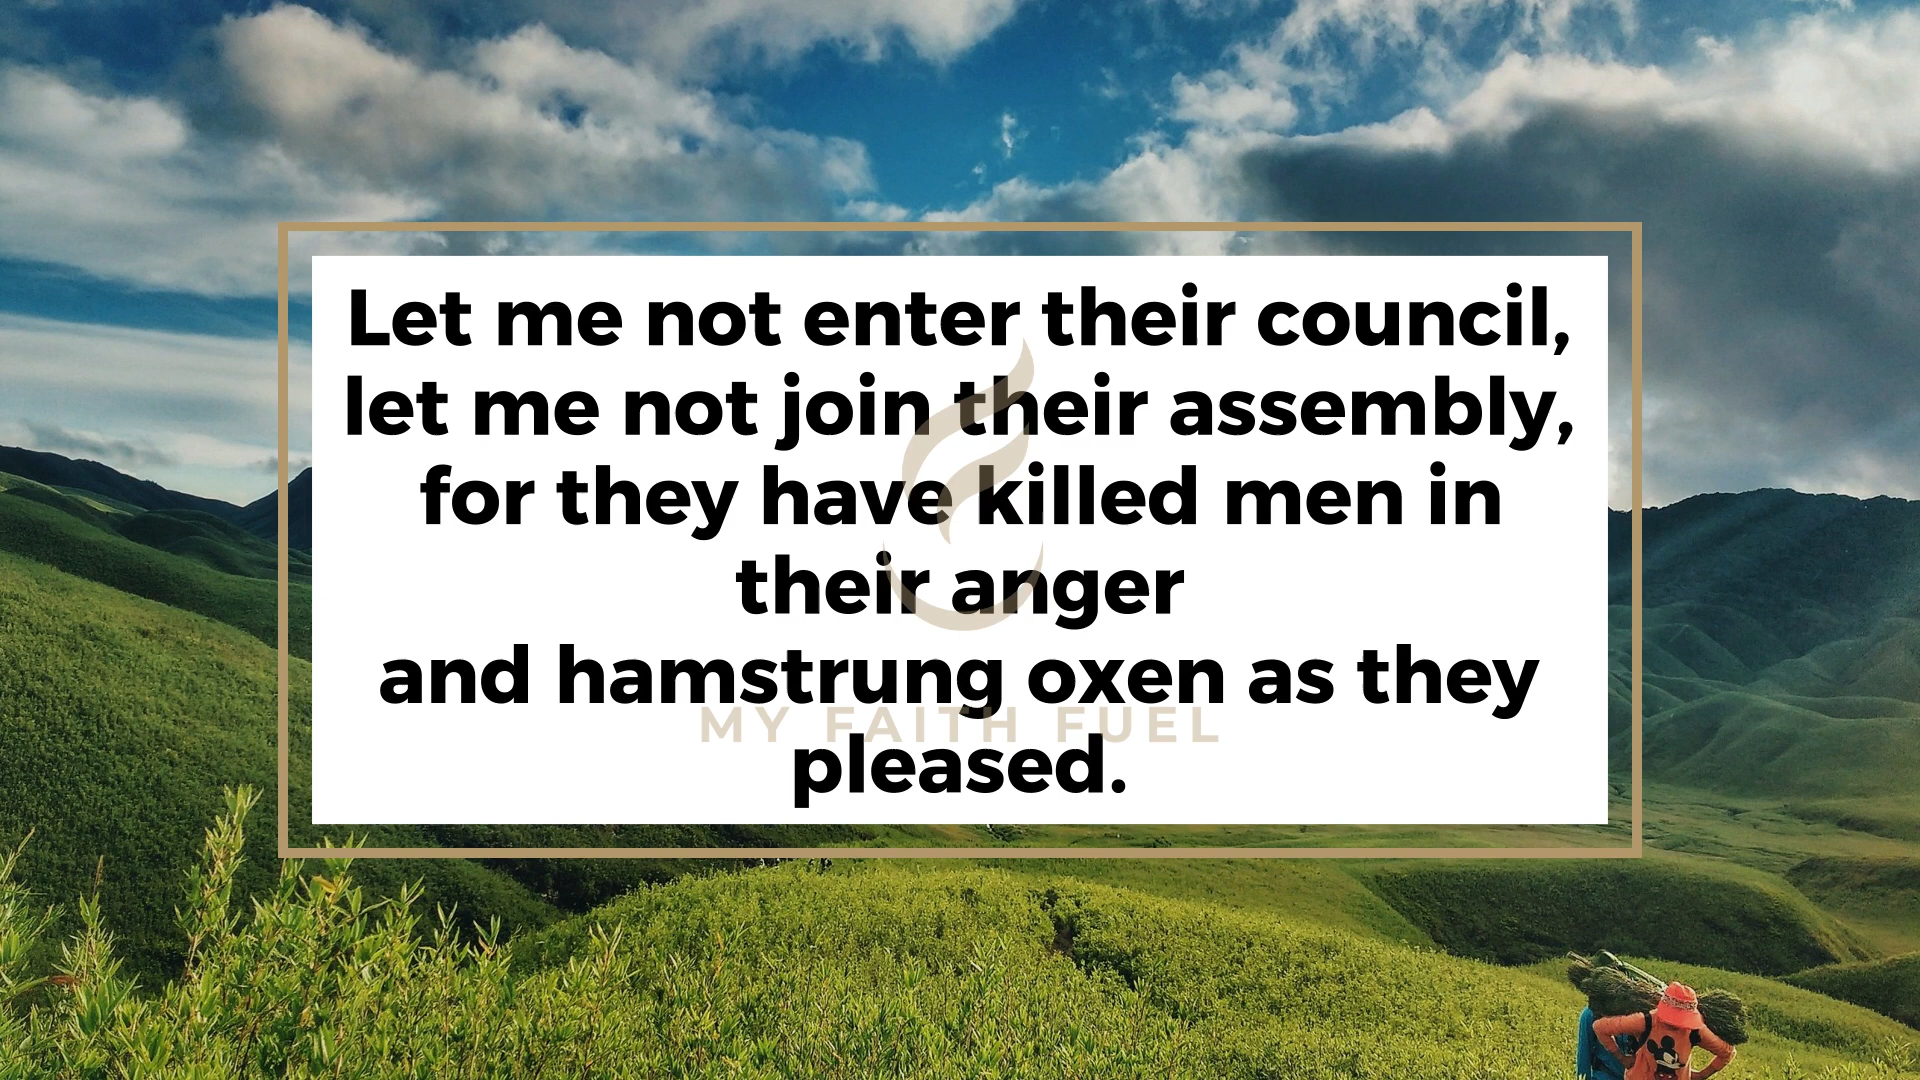 Let me not enter their council,
let me not join their assembly,
for they have killed men in
their anger
and hamstrung oxen as they
MY FAITH FUEL
pleased.